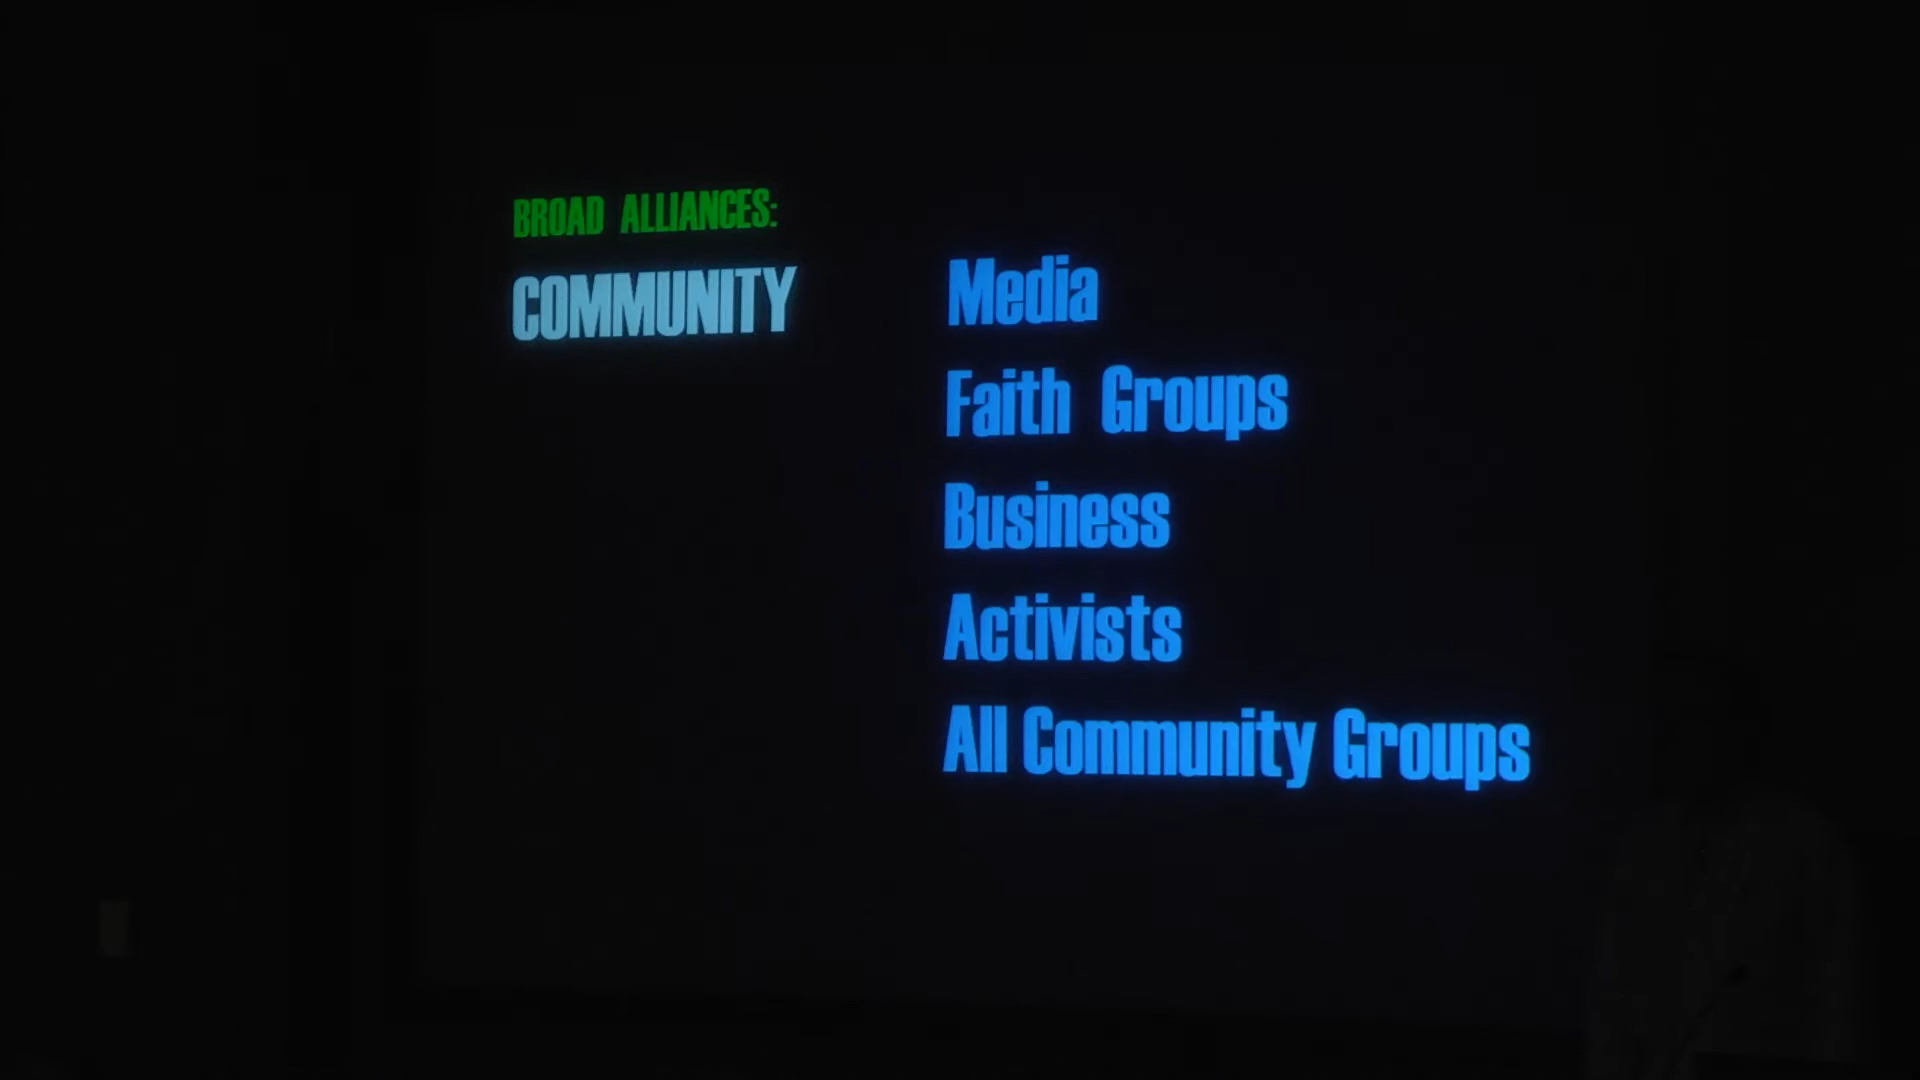 BROAD ALLIANCES:
COMMUNITY
Media
Faith Groups
Business
Activists
All Community Groups